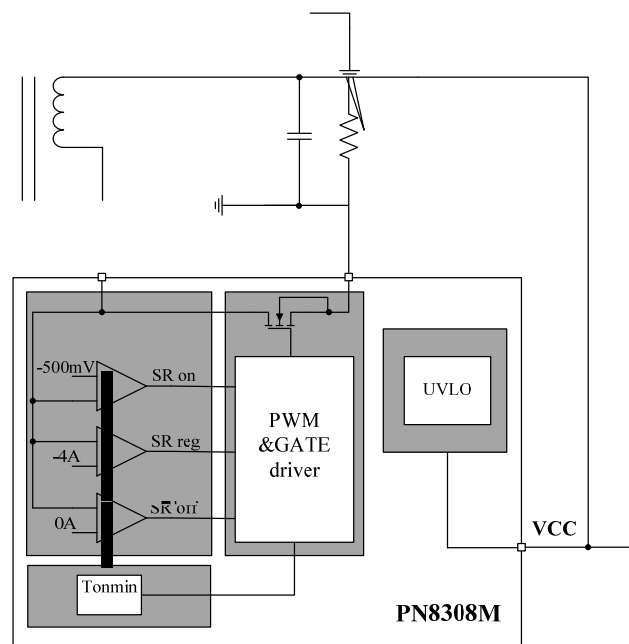 -500mV
SR on
SR reg
-4A
SR off
0A
PWM
&GATE
driver
UVLO
VCC
Tonmin
PN8308M